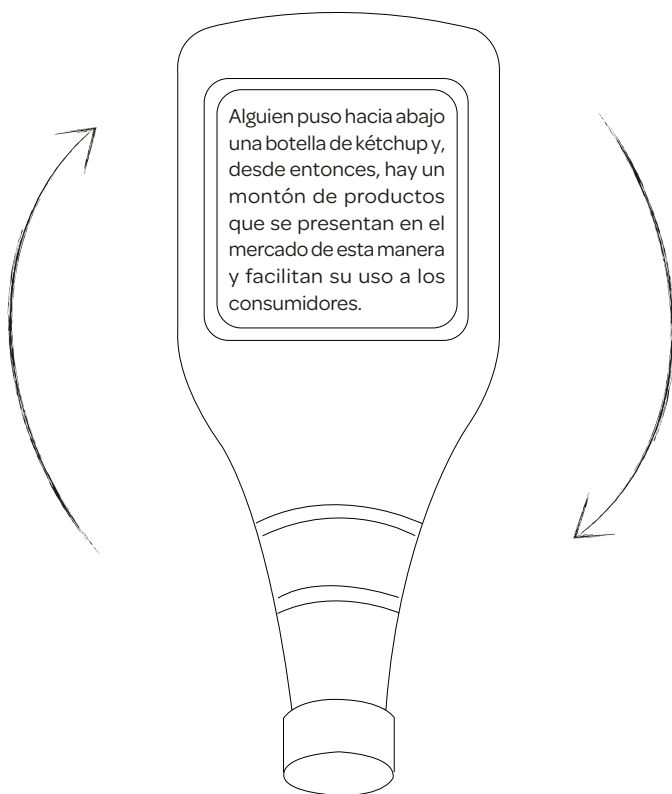 Alguien puso hacia abajo
una botella de kétchup y,
desde entonces, hay un
montón de productos
que se presentan en el
mercado de esta manera
y facilitan su uso a los
consumidores.